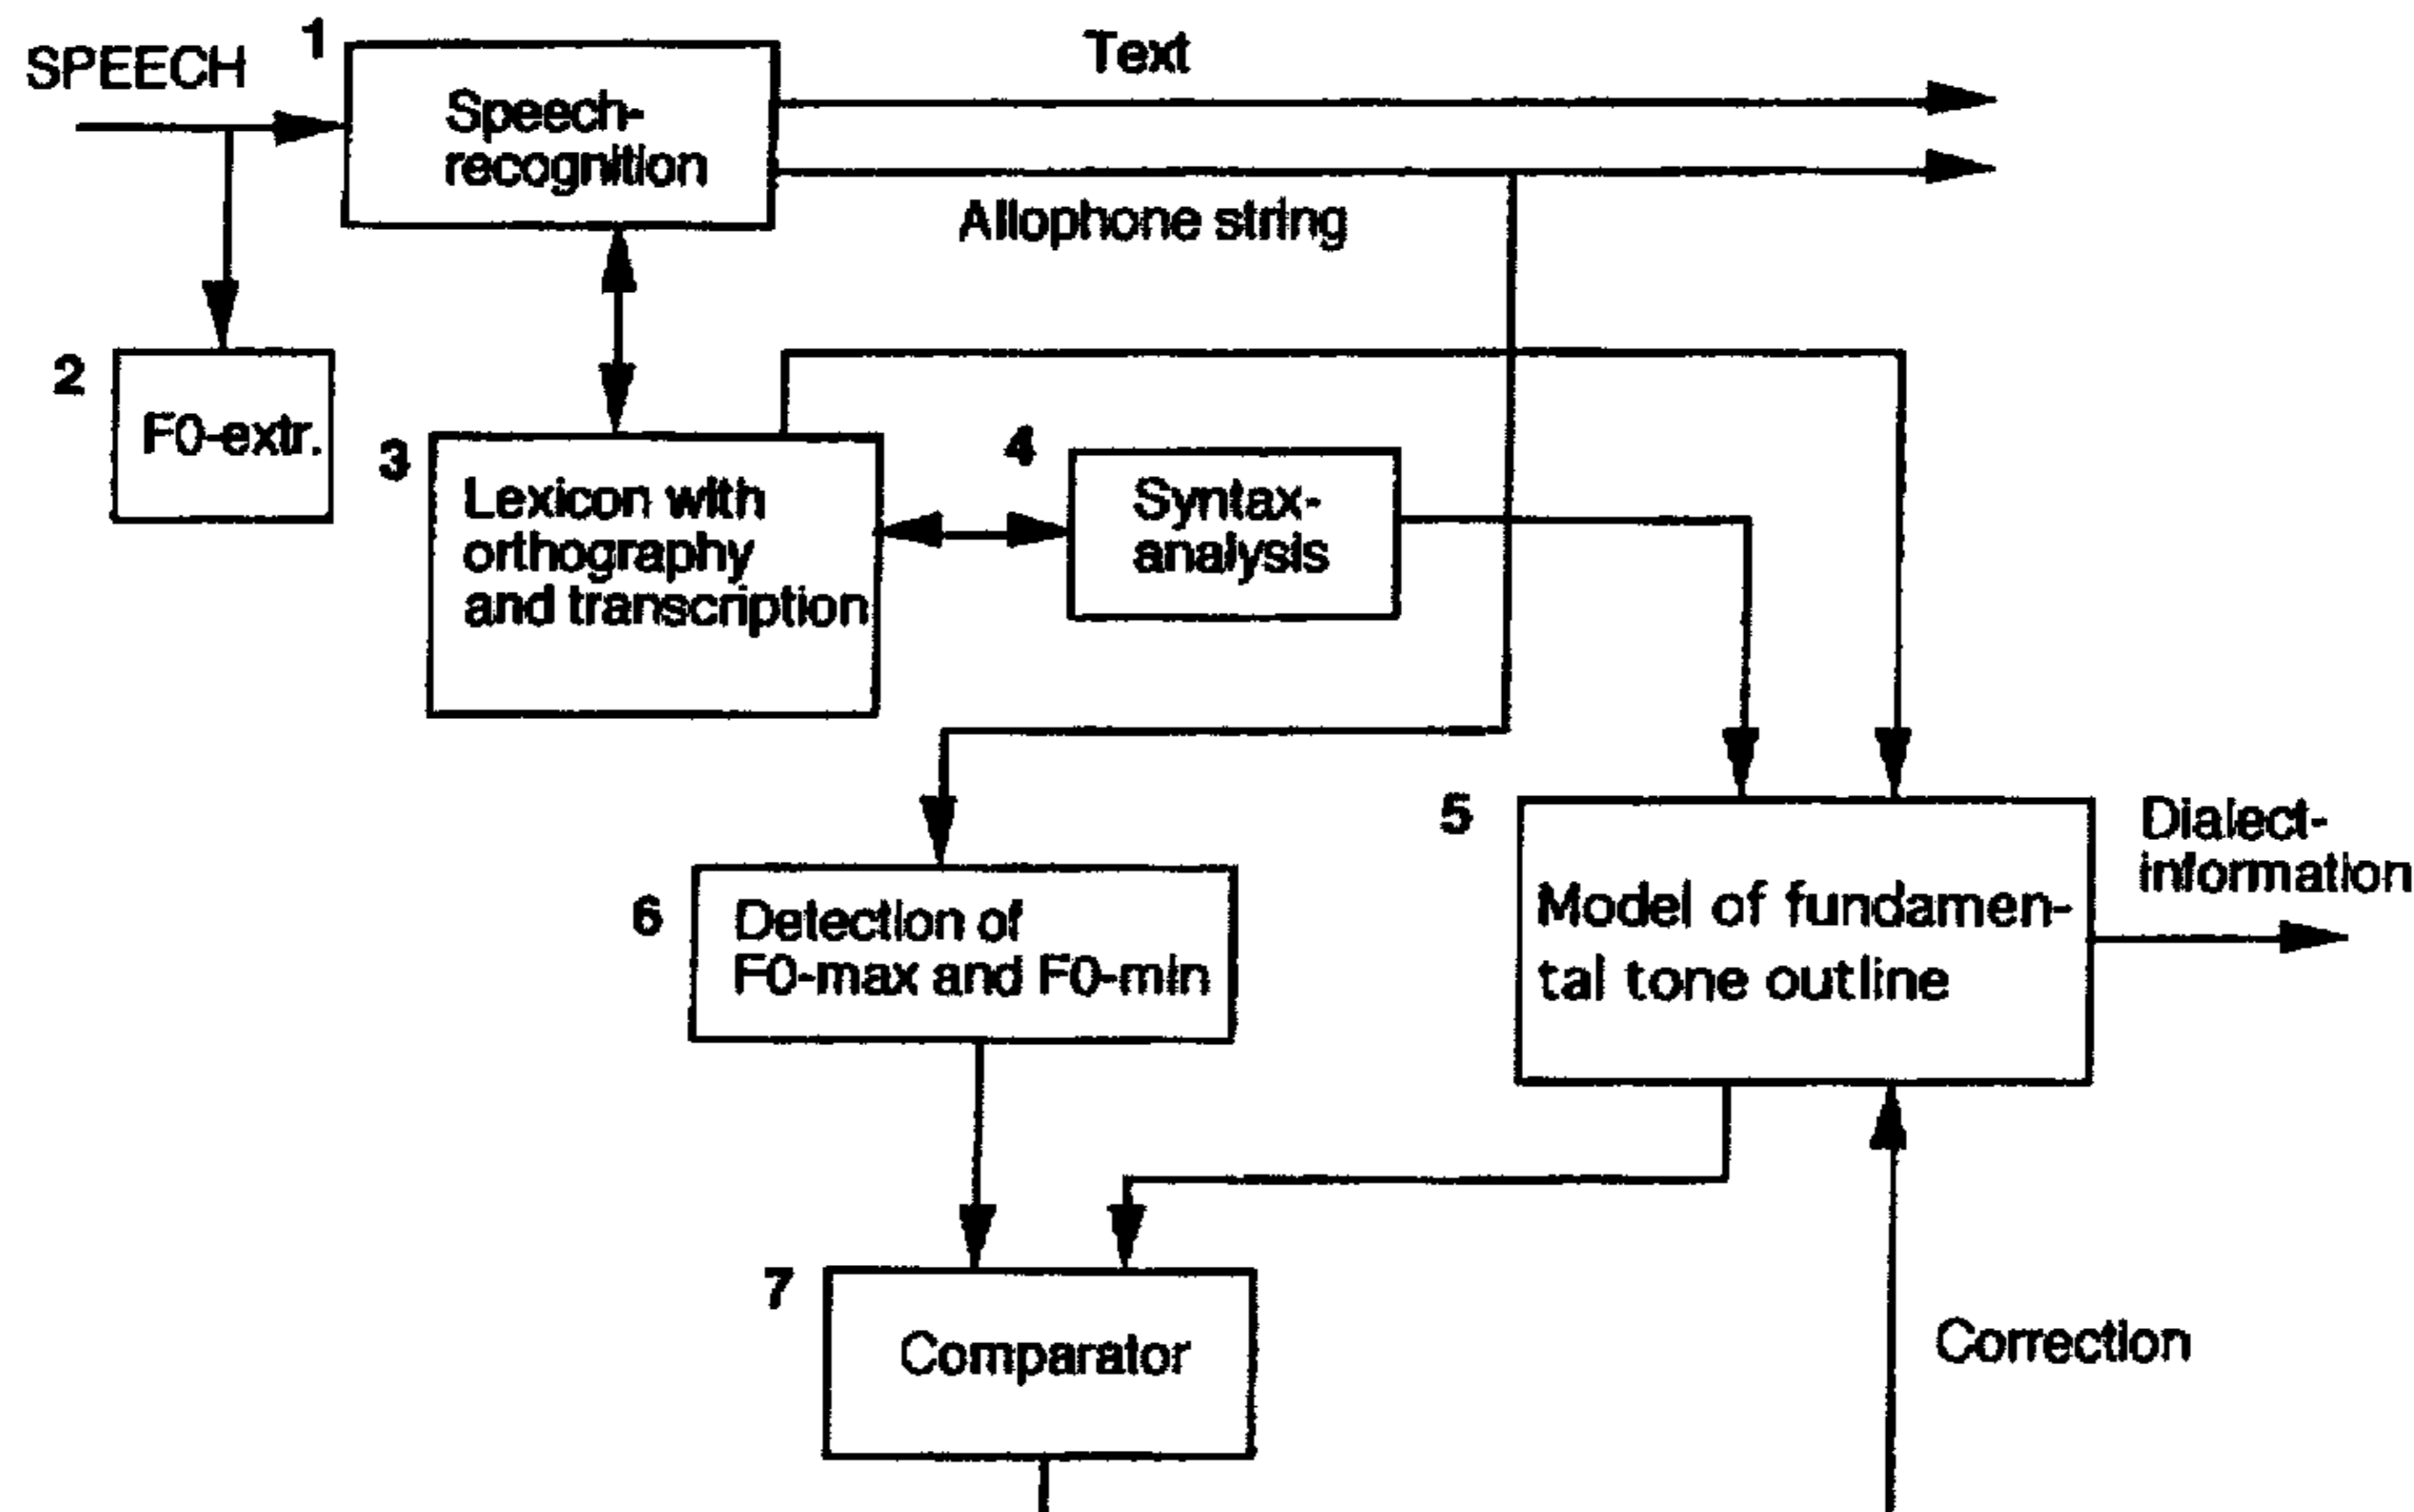 SPEECH
1
Speech-
recognition
Text
Allophone string
2
F0-extr.
3
Lexicon with
orthography
and transcription
4
Syntax-
analysis
5
Model of fundamen-
tal tone outline
Dialect-
information
6
Detection of
F0-max and F0-min
7
Comparator
Correction